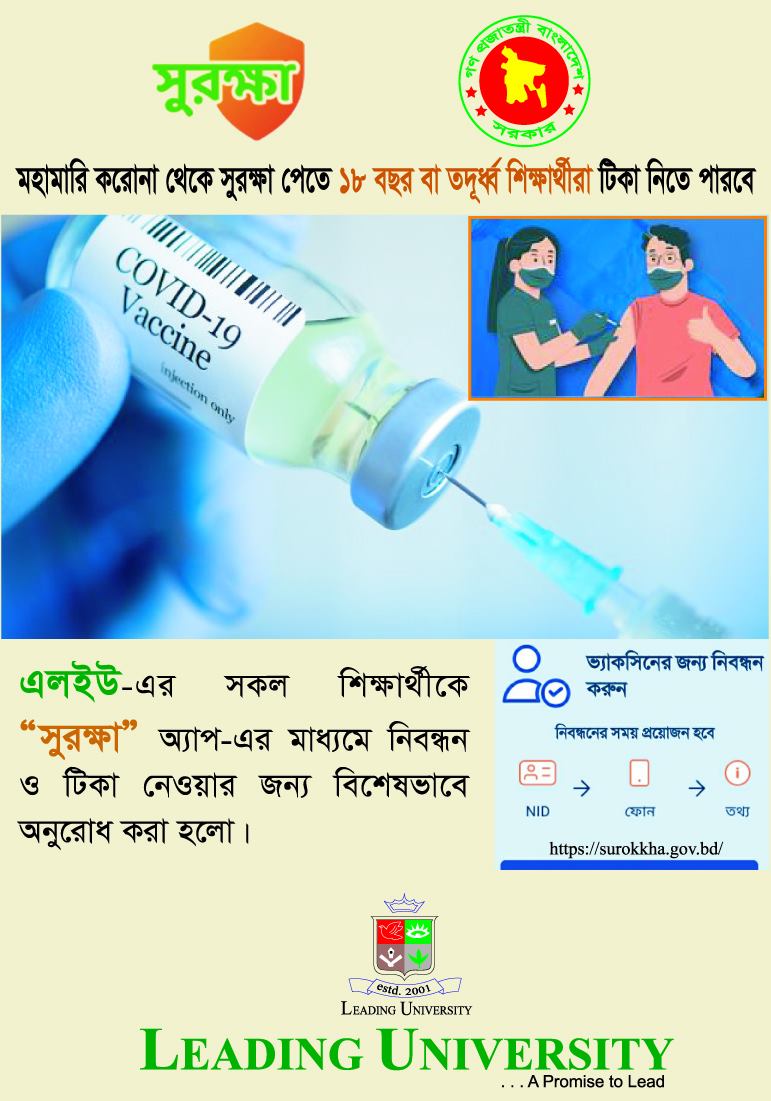 সুরক্ষা
গণ প্রজাতন্ত্রী বাংলাদেশ
সরকার
মহামারি করোনা থেকে সুরক্ষা পেতে ১৮ বছর বা তদূর্ধ্ব শিক্ষার্থীরা টিকা নিতে পারবে
COVID-19
Vaccine
injection only
এলইউ-এর সকল শিক্ষার্থীকে
“সুরক্ষা” অ্যাপ-এর মাধ্যমে নিবন্ধন
ও টিকা নেওয়ার জন্য বিশেষভাবে
অনুরোধ করা হলো।
ভ্যাকসিনের জন্য নিবন্ধন
করুন
নিবন্ধনের সময় প্রয়োজন হবে
NID ফোন তথ্য
https://surokkha.gov.bd/
estd. 2001
LEADING UNIVERSITY
LEADING UNIVERSITY
. . . A Promise to Lead